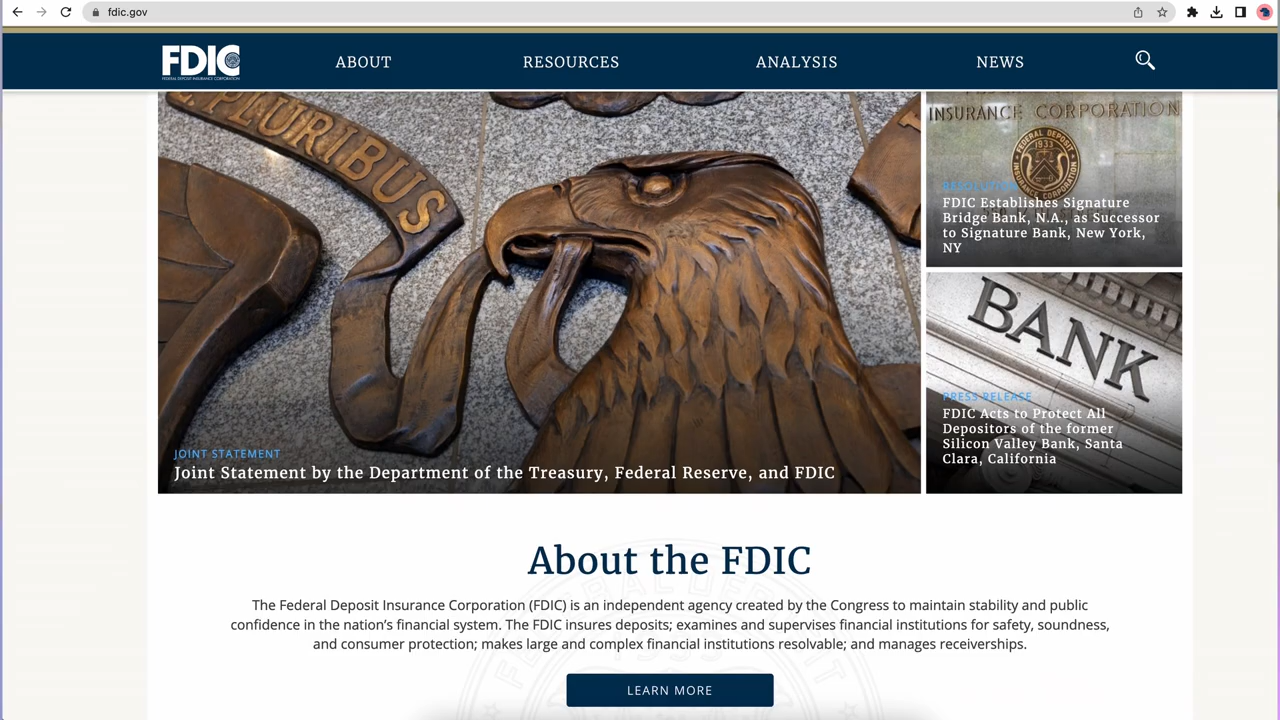 fdic.gov
FDIC
FEDERAL DEPOSIT INSURANCE CORPORATION
ABOUT
RESOURCES
ANALYSIS
NEWS
PLURIBUS
JOINT STATEMENT
Joint Statement by the Department of the Treasury, Federal Reserve, and FDIC
INSURANCE CORPORATION
FEDERAL DEPOSIT INSURANCE CORPORATION
1933
RESOLUTION
FDIC Establishes Signature
Bridge Bank, N.A., as Successor
to Signature Bank, New York,
NY
BANK
PRESS RELEASE
FDIC Acts to Protect All
Depositors of the former
Silicon Valley Bank, Santa
Clara, California
About the FDIC
The Federal Deposit Insurance Corporation (FDIC) is an independent agency created by the Congress to maintain stability and public
confidence in the nation's financial system. The FDIC insures deposits; examines and supervises financial institutions for safety, soundness,
and consumer protection; makes large and complex financial institutions resolvable; and manages receiverships.
LEARN MORE